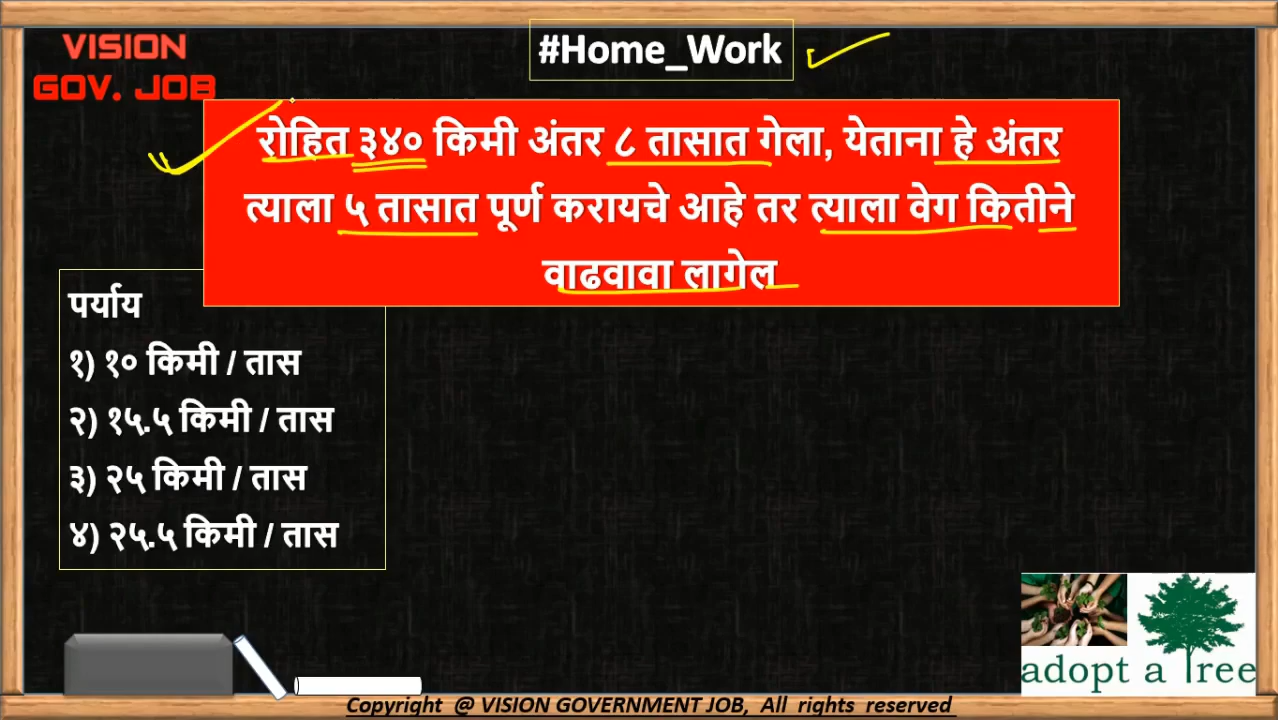 VISION
GOV. JOB
#Home_Work
रोहित ३४० किमी अंतर ८ तासात गेला, येताना हे अंतर
त्याला ५ तासात पूर्ण करायचे आहे तर त्याला वेग कितीने
वाढवावा लागेल
पर्याय
१) १० किमी / तास
२) १५.५ किमी / तास
३) २५ किमी / तास
४) २५.५ किमी / तास
adopt a Tree
Copyright @ VISION GOVERNMENT JOB, All rights reserved